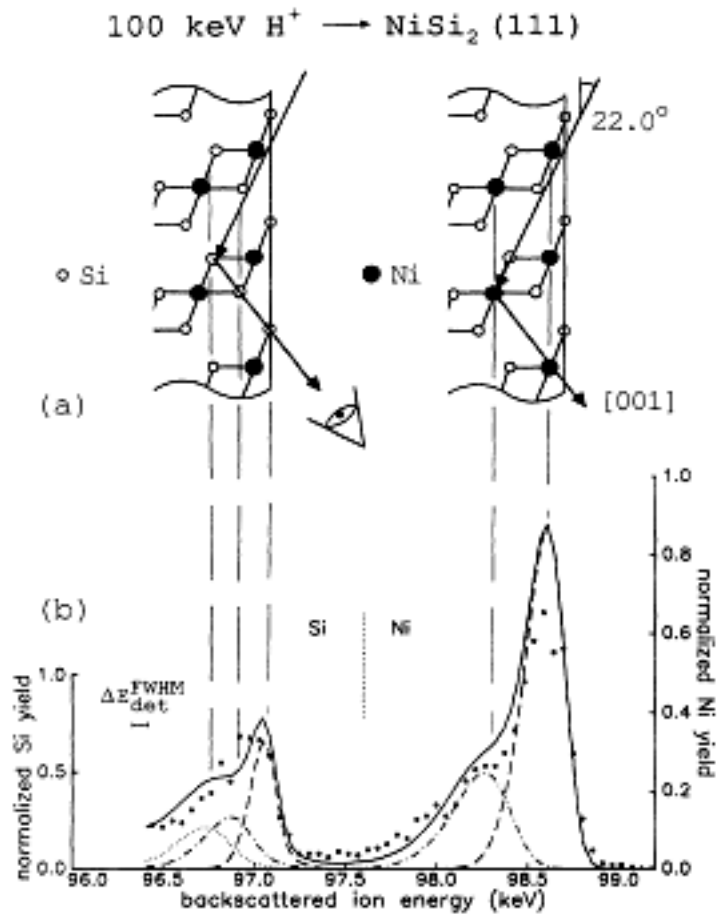 100 keV H⁺ → NiSi₂ (111)
22.0°
Si
Ni
(a)
[001]
(b)
Si
Ni
ΔE_det^FWHM
normalized Si yield
1.0
0.5
0.0
normalized Ni yield
1.0
0.8
0.6
0.4
0.2
0.0
96.0 96.5 97.0 97.5 98.0 98.5 99.0
backscattered ion energy (keV)